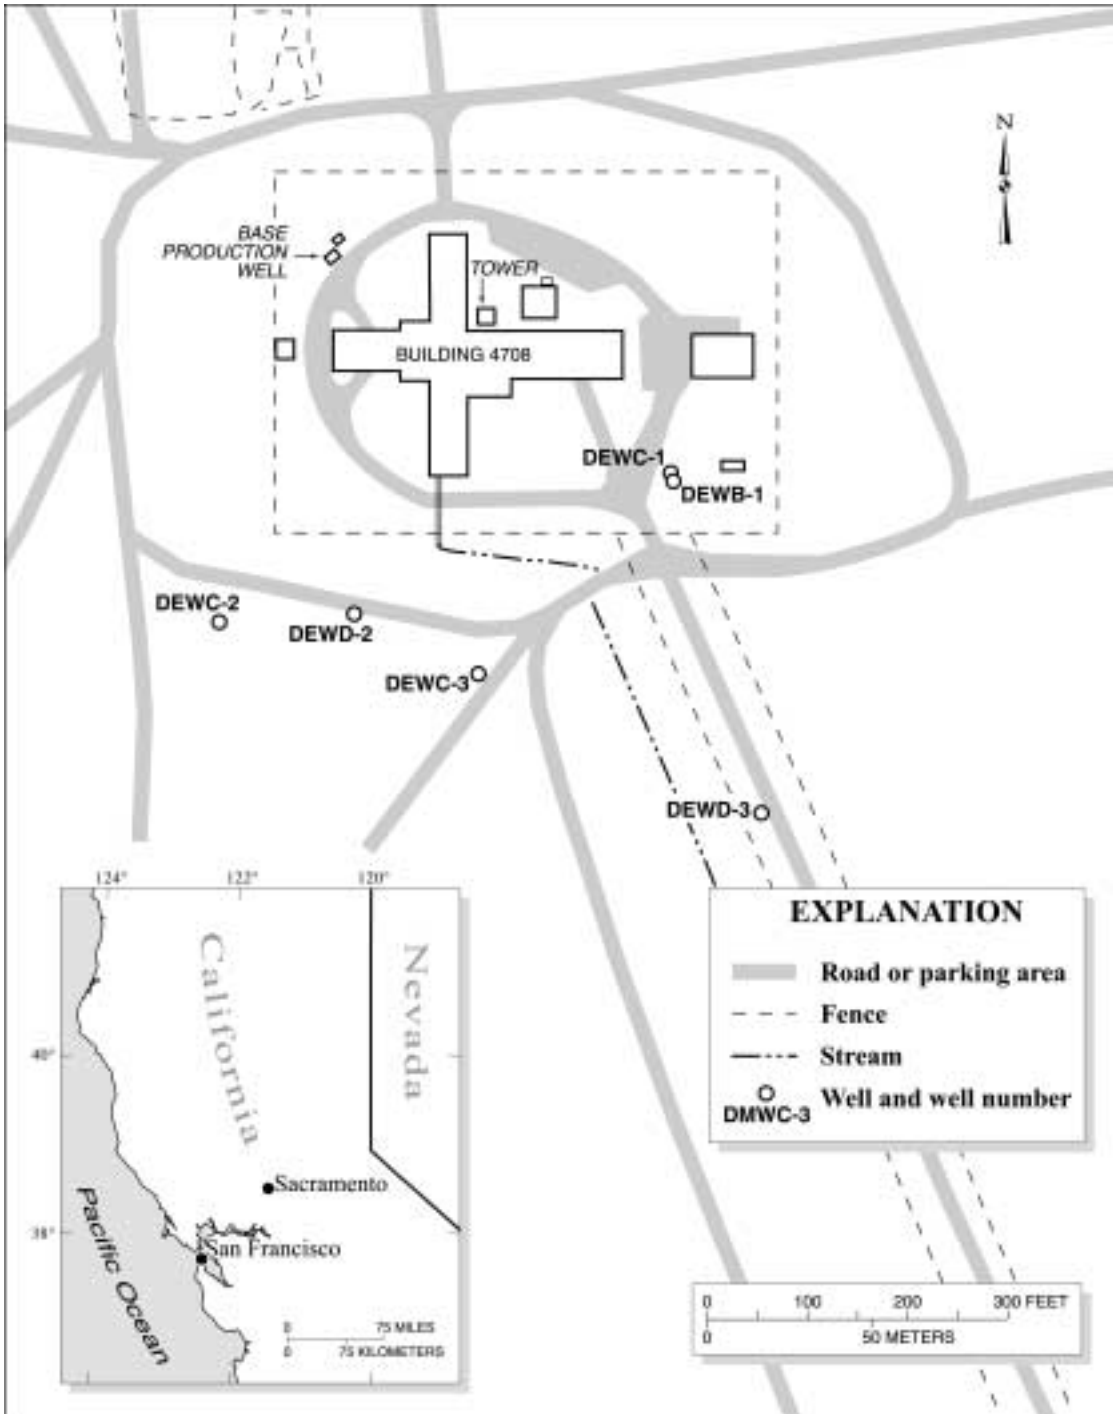 N
BASE
PRODUCTION
WELL
TOWER
BUILDING 4708
DEWC-1
DEWB-1
DEWC-2
DEWD-2
DEWC-3
DEWD-3
124°
122°
120°
California
Nevada
40°
38°
Sacramento
San Francisco
Pacific Ocean
0 75 MILES
0 75 KILOMETERS
EXPLANATION
Road or parking area
Fence
Stream
Well and well number
DMWC-3
0 100 200 300 FEET
0 50 METERS